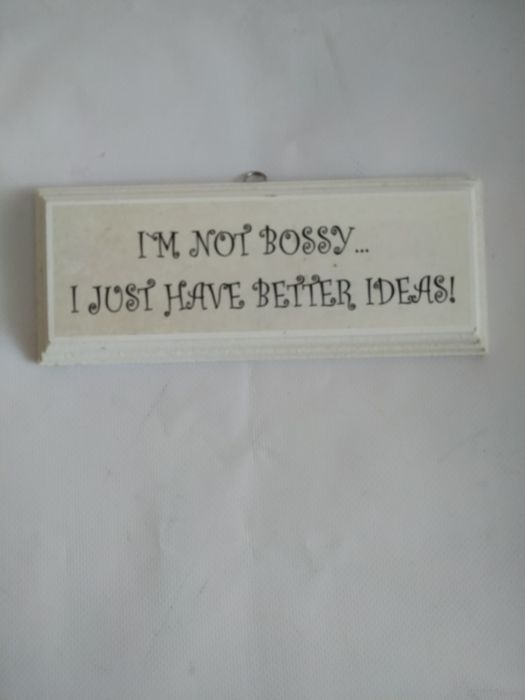 I'M NOT BOSSY...
I JUST HAVE BETTER IDEAS!